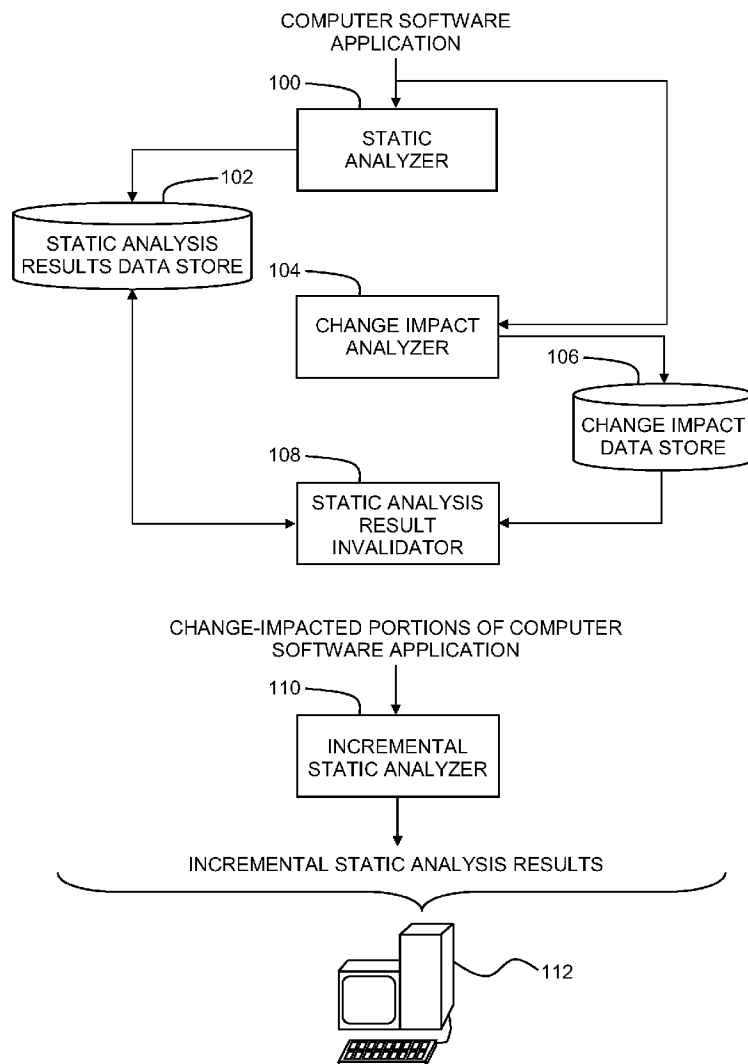 COMPUTER SOFTWARE
APPLICATION
100
STATIC
ANALYZER
102
STATIC ANALYSIS
RESULTS DATA STORE
104
CHANGE IMPACT
ANALYZER
106
CHANGE IMPACT
DATA STORE
108
STATIC ANALYSIS
RESULT
INVALIDATOR
CHANGE-IMPACTED PORTIONS OF COMPUTER
SOFTWARE APPLICATION
110
INCREMENTAL
STATIC ANALYZER
INCREMENTAL STATIC ANALYSIS RESULTS
112